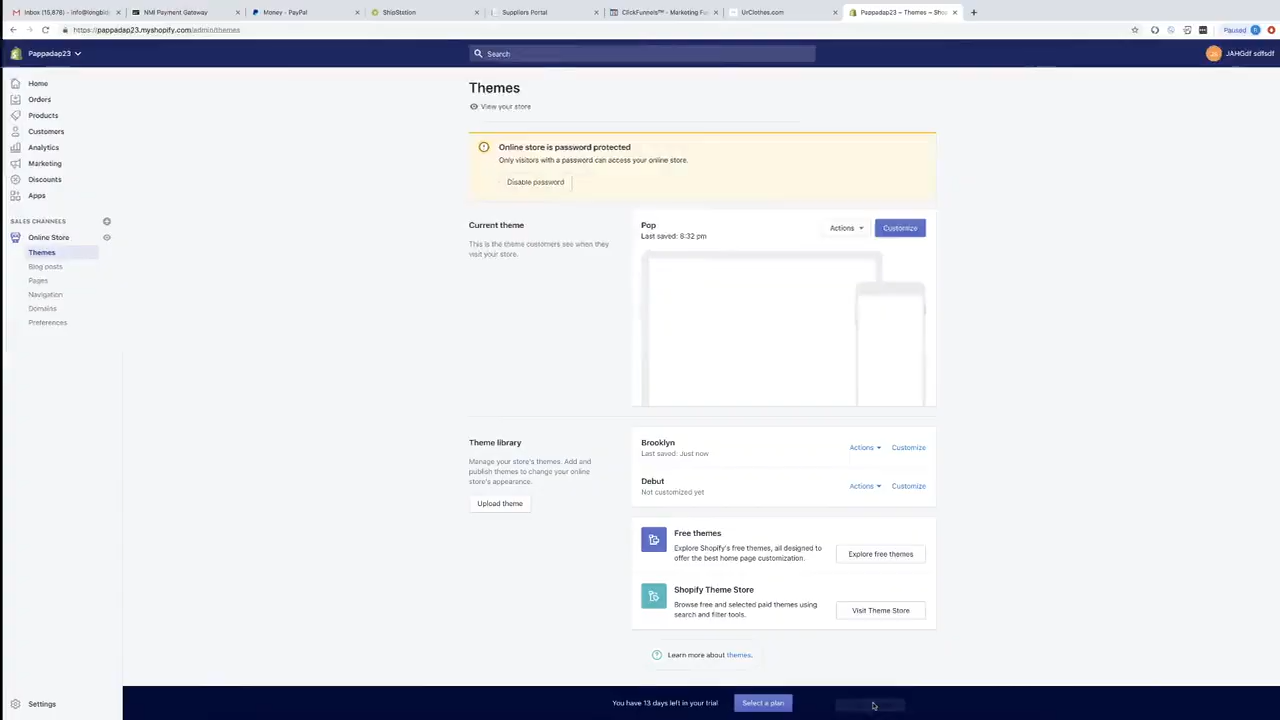 Inbox (15,878) - info@longbid
NMI Payment Gateway
Money - PayPal
ShipStation
Suppliers Portal
ClickFunnels™ - Marketing Fu
UrClothes.com
Pappadap23 ~ Themes ~ Sho
https://pappadap23.myshopify.com/admin/themes
Paused
Pappadap23
Search
JAHGdf sdfsdf
Home
Orders
Products
Customers
Analytics
Marketing
Discounts
Apps
SALES CHANNELS
Online Store
Themes
Blog posts
Pages
Navigation
Domains
Preferences
Settings
Themes
View your store
Online store is password protected
Only visitors with a password can access your online store.
Disable password
Current theme
This is the theme customers see when they
visit your store.
Pop
Last saved: 8:32 pm
Actions
Customize
Theme library
Manage your store's themes. Add and
publish themes to change your online
store's appearance.
Upload theme
Brooklyn
Last saved: Just now
Actions
Customize
Debut
Not customized yet
Actions
Customize
Free themes
Explore Shopify's free themes, all designed to
offer the best home page customization.
Explore free themes
Shopify Theme Store
Browse free and selected paid themes using
search and filter tools.
Visit Theme Store
Learn more about themes.
You have 13 days left in your trial
Select a plan